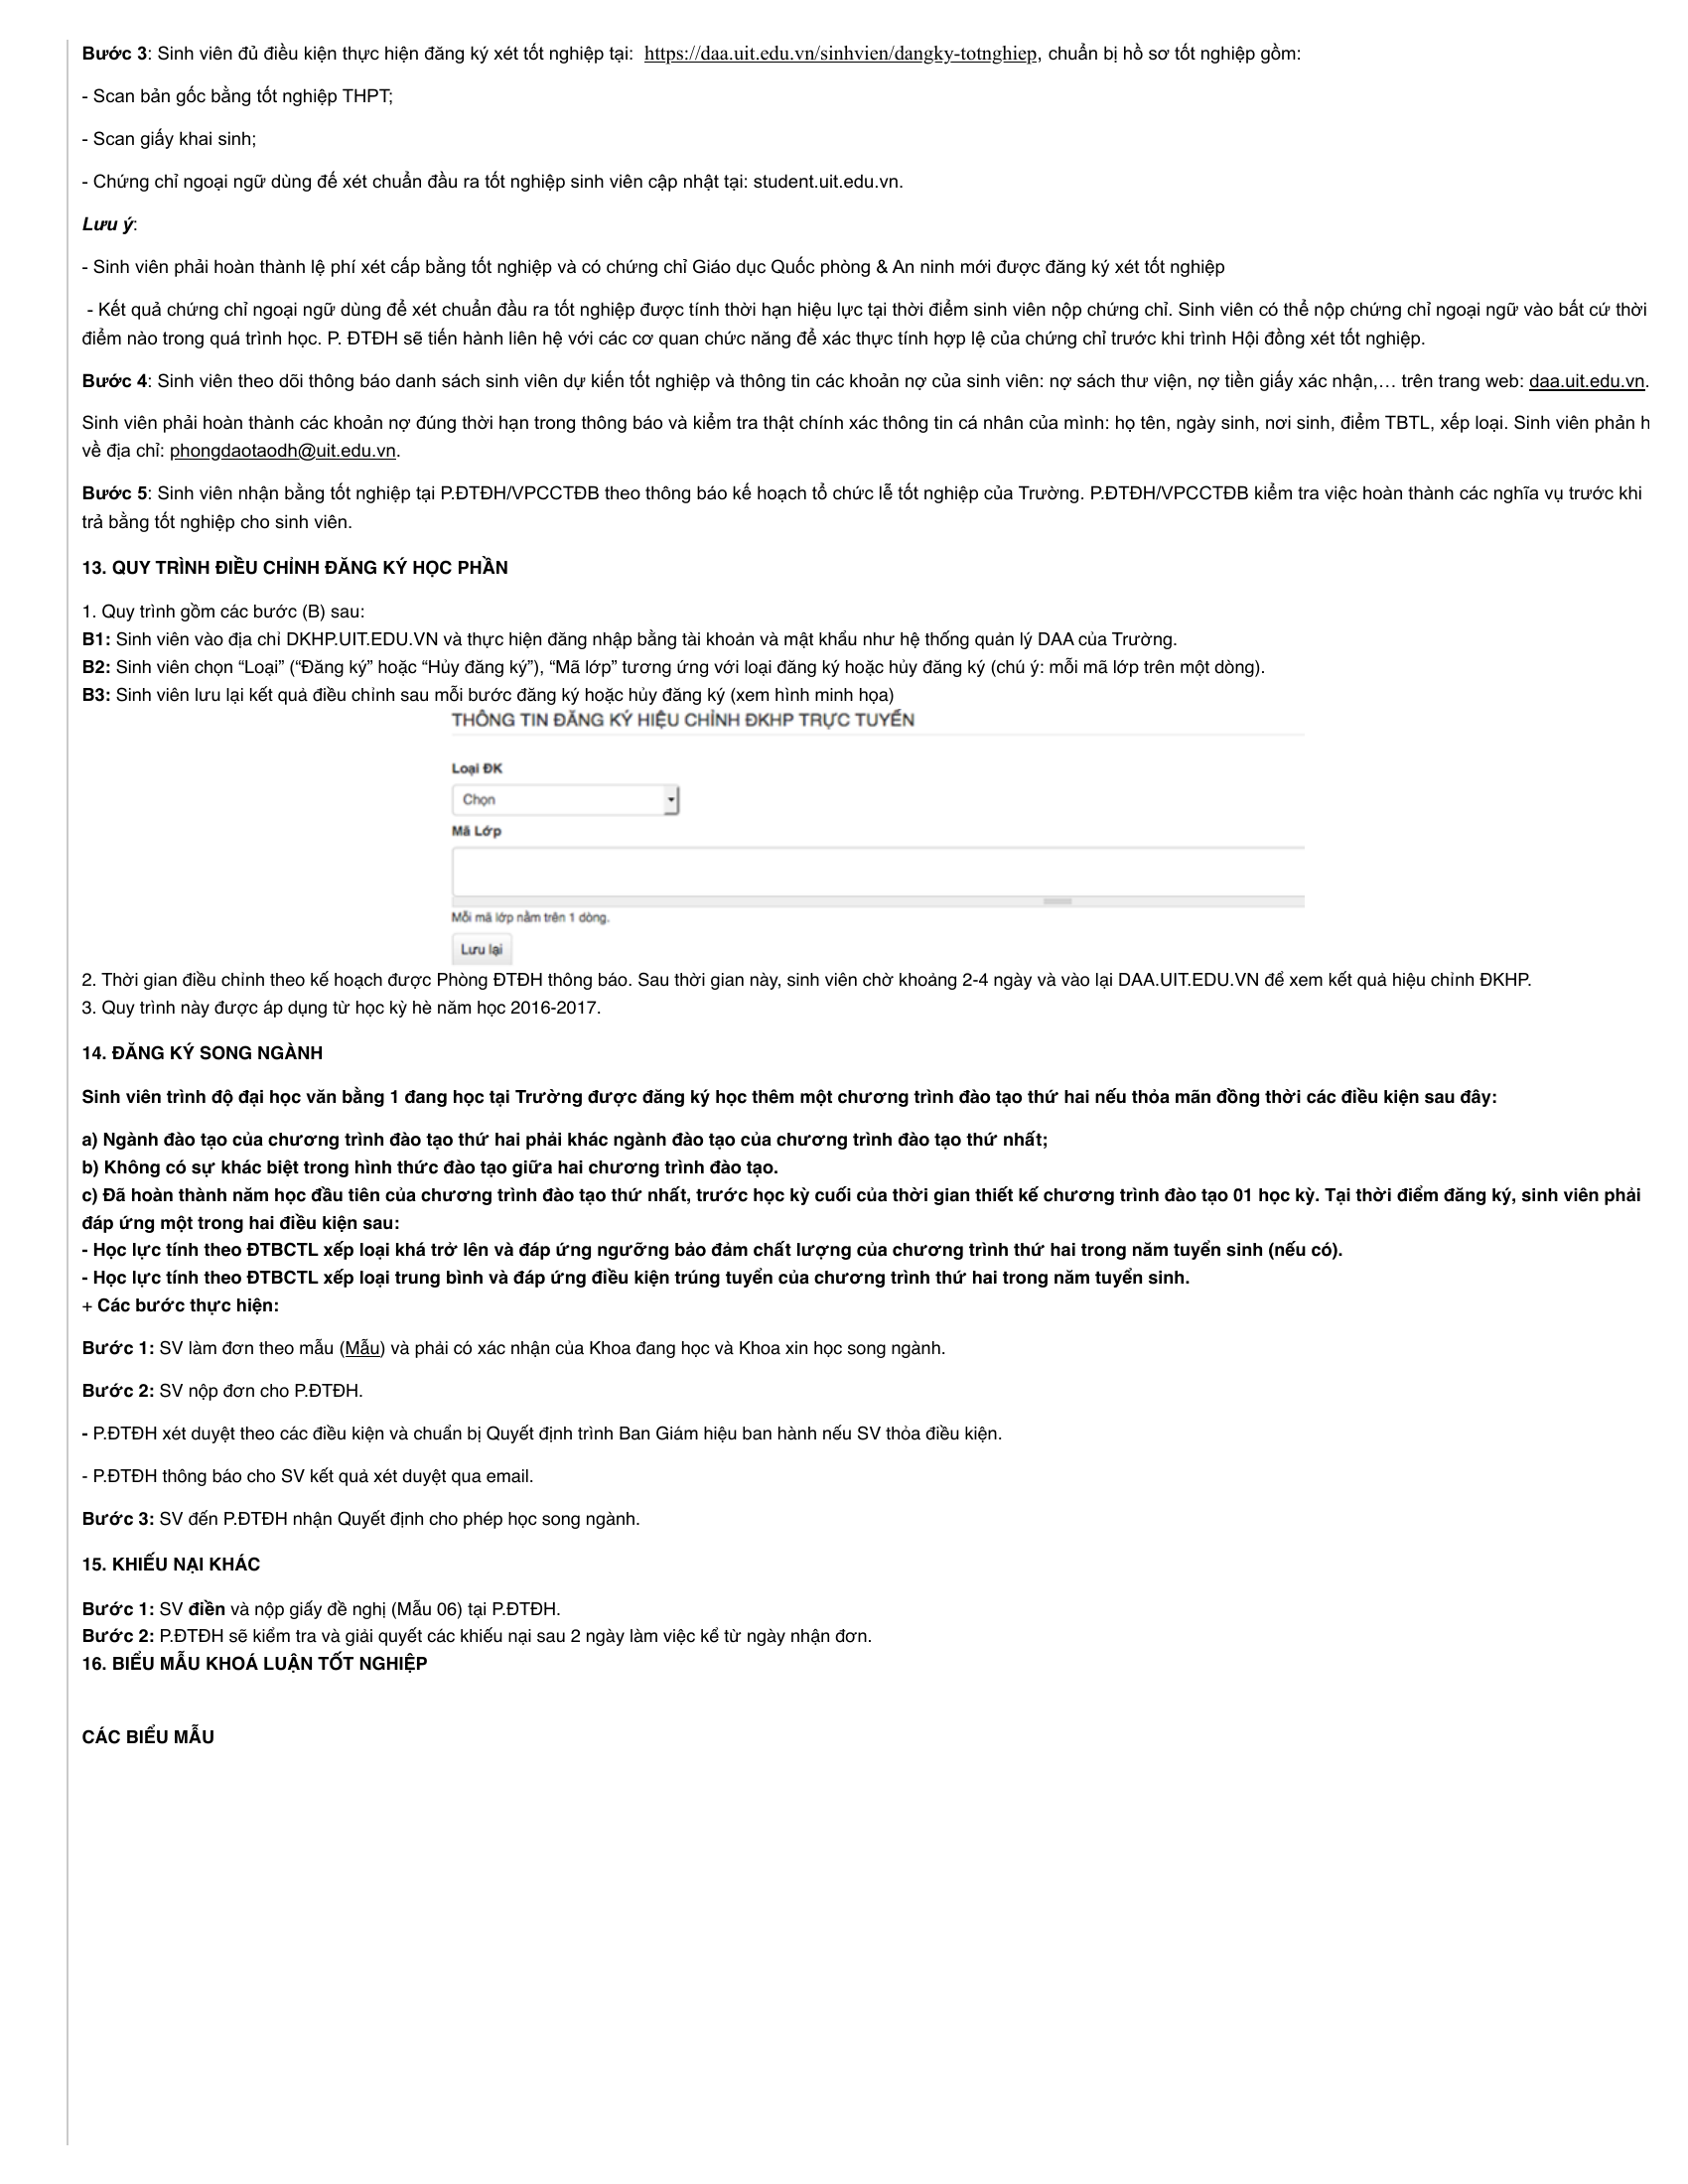 Bước 3: Sinh viên đủ điều kiện thực hiện đăng ký xét tốt nghiệp tại: https://daa.uit.edu.vn/sinhvien/dangky-totnghiep, chuẩn bị hồ sơ tốt nghiệp gồm:
- Scan bản gốc bằng tốt nghiệp THPT;
- Scan giấy khai sinh;
- Chứng chỉ ngoại ngữ dùng để xét chuẩn đầu ra tốt nghiệp sinh viên cập nhật tại: student.uit.edu.vn.
Lưu ý:
- Sinh viên phải hoàn thành lệ phí xét cấp bằng tốt nghiệp và có chứng chỉ Giáo dục Quốc phòng & An ninh mới được đăng ký xét tốt nghiệp
- Kết quả chứng chỉ ngoại ngữ dùng để xét chuẩn đầu ra tốt nghiệp được tính thời hạn hiệu lực tại thời điểm sinh viên nộp chứng chỉ. Sinh viên có thể nộp chứng chỉ ngoại ngữ vào bất cứ thời
điểm nào trong quá trình học. P. ĐTĐH sẽ tiến hành liên hệ với các cơ quan chức năng để xác thực tính hợp lệ của chứng chỉ trước khi trình Hội đồng xét tốt nghiệp.
Bước 4: Sinh viên theo dõi thông báo danh sách sinh viên dự kiến tốt nghiệp và thông tin các khoản nợ của sinh viên: nợ sách thư viện, nợ tiền giấy xác nhận,… trên trang web: daa.uit.edu.vn.
Sinh viên phải hoàn thành các khoản nợ đúng thời hạn trong thông báo và kiểm tra thật chính xác thông tin cá nhân của mình: họ tên, ngày sinh, nơi sinh, điểm TBTL, xếp loại. Sinh viên phản h
về địa chỉ: phongdaotaodh@uit.edu.vn.
Bước 5: Sinh viên nhận bằng tốt nghiệp tại P.ĐTĐH/VPCCTĐB theo thông báo kế hoạch tổ chức lễ tốt nghiệp của Trường. P.ĐTĐH/VPCCTĐB kiểm tra việc hoàn thành các nghĩa vụ trước khi
trả bằng tốt nghiệp cho sinh viên.
13. QUY TRÌNH ĐIỀU CHỈNH ĐĂNG KÝ HỌC PHẦN
1. Quy trình gồm các bước (B) sau:
B1: Sinh viên vào địa chỉ DKHP.UIT.EDU.VN và thực hiện đăng nhập bằng tài khoản và mật khẩu như hệ thống quản lý DAA của Trường.
B2: Sinh viên chọn “Loại” (“Đăng ký” hoặc “Hủy đăng ký”), “Mã lớp” tương ứng với loại đăng ký hoặc hủy đăng ký (chú ý: mỗi mã lớp trên một dòng).
B3: Sinh viên lưu lại kết quả điều chỉnh sau mỗi bước đăng ký hoặc hủy đăng ký (xem hình minh họa)
THÔNG TIN ĐĂNG KÝ HIỆU CHỈNH ĐKHP TRỰC TUYẾN
Loại ĐK
Chọn
Mã Lớp
Mỗi mã lớp nằm trên 1 dòng.
Lưu lại
2. Thời gian điều chỉnh theo kế hoạch được Phòng ĐTĐH thông báo. Sau thời gian này, sinh viên chờ khoảng 2-4 ngày và vào lại DAA.UIT.EDU.VN để xem kết quả hiệu chỉnh ĐKHP.
3. Quy trình này được áp dụng từ học kỳ hè năm học 2016-2017.
14. ĐĂNG KÝ SONG NGÀNH
Sinh viên trình độ đại học văn bằng 1 đang học tại Trường được đăng ký học thêm một chương trình đào tạo thứ hai nếu thỏa mãn đồng thời các điều kiện sau đây:
a) Ngành đào tạo của chương trình đào tạo thứ hai phải khác ngành đào tạo của chương trình đào tạo thứ nhất;
b) Không có sự khác biệt trong hình thức đào tạo giữa hai chương trình đào tạo.
c) Đã hoàn thành năm học đầu tiên của chương trình đào tạo thứ nhất, trước học kỳ cuối của thời gian thiết kế chương trình đào tạo 01 học kỳ. Tại thời điểm đăng ký, sinh viên phải
đáp ứng một trong hai điều kiện sau:
- Học lực tính theo ĐTBCTL xếp loại khá trở lên và đáp ứng ngưỡng bảo đảm chất lượng của chương trình thứ hai trong năm tuyển sinh (nếu có).
- Học lực tính theo ĐTBCTL xếp loại trung bình và đáp ứng điều kiện trúng tuyển của chương trình thứ hai trong năm tuyển sinh.
+ Các bước thực hiện:
Bước 1: SV làm đơn theo mẫu (Mẫu) và phải có xác nhận của Khoa đang học và Khoa xin học song ngành.
Bước 2: SV nộp đơn cho P.ĐTĐH.
- P.ĐTĐH xét duyệt theo các điều kiện và chuẩn bị Quyết định trình Ban Giám hiệu ban hành nếu SV thỏa điều kiện.
- P.ĐTĐH thông báo cho SV kết quả xét duyệt qua email.
Bước 3: SV đến P.ĐTĐH nhận Quyết định cho phép học song ngành.
15. KHIẾU NẠI KHÁC
Bước 1: SV điền và nộp giấy đề nghị (Mẫu 06) tại P.ĐTĐH.
Bước 2: P.ĐTĐH sẽ kiểm tra và giải quyết các khiếu nại sau 2 ngày làm việc kể từ ngày nhận đơn.
16. BIỂU MẪU KHOÁ LUẬN TỐT NGHIỆP
CÁC BIỂU MẪU